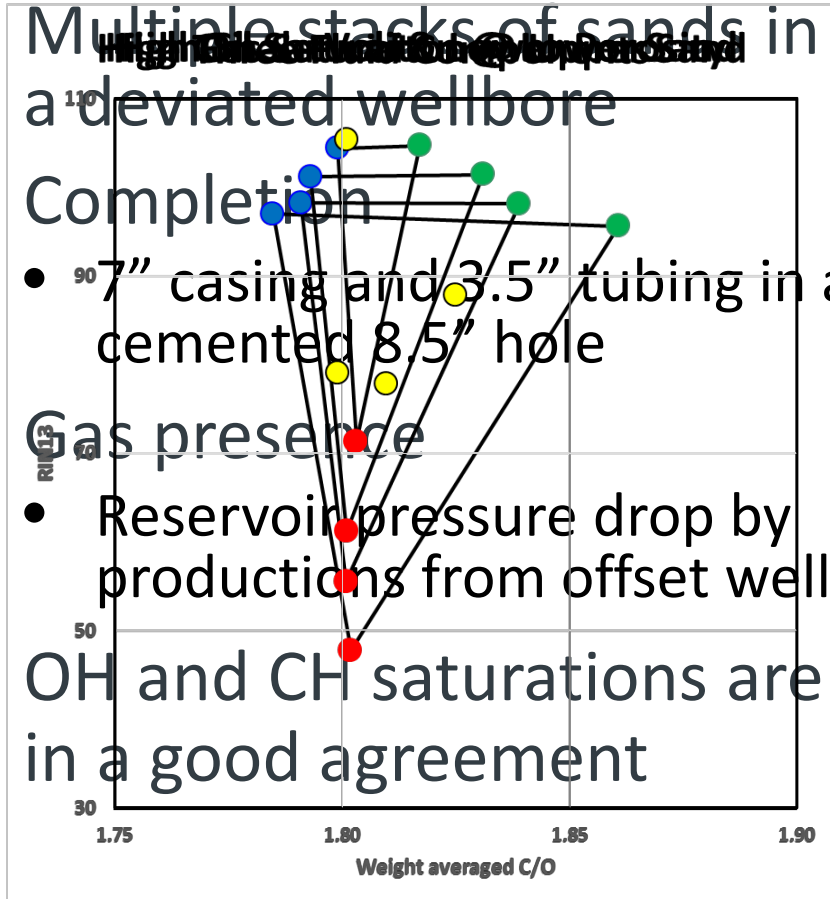 Multiple stacks of sands in
a deviated wellbore
Completion
• 7” casing and 3.5” tubing in a
cemented 8.5” hole
Gas presence
• Reservoir pressure drop by
productions from offset well
OH and CH saturations are
in a good agreement
110
90
70
50
30
RIN13
1.75 1.80 1.85 1.90
Weight averaged C/O